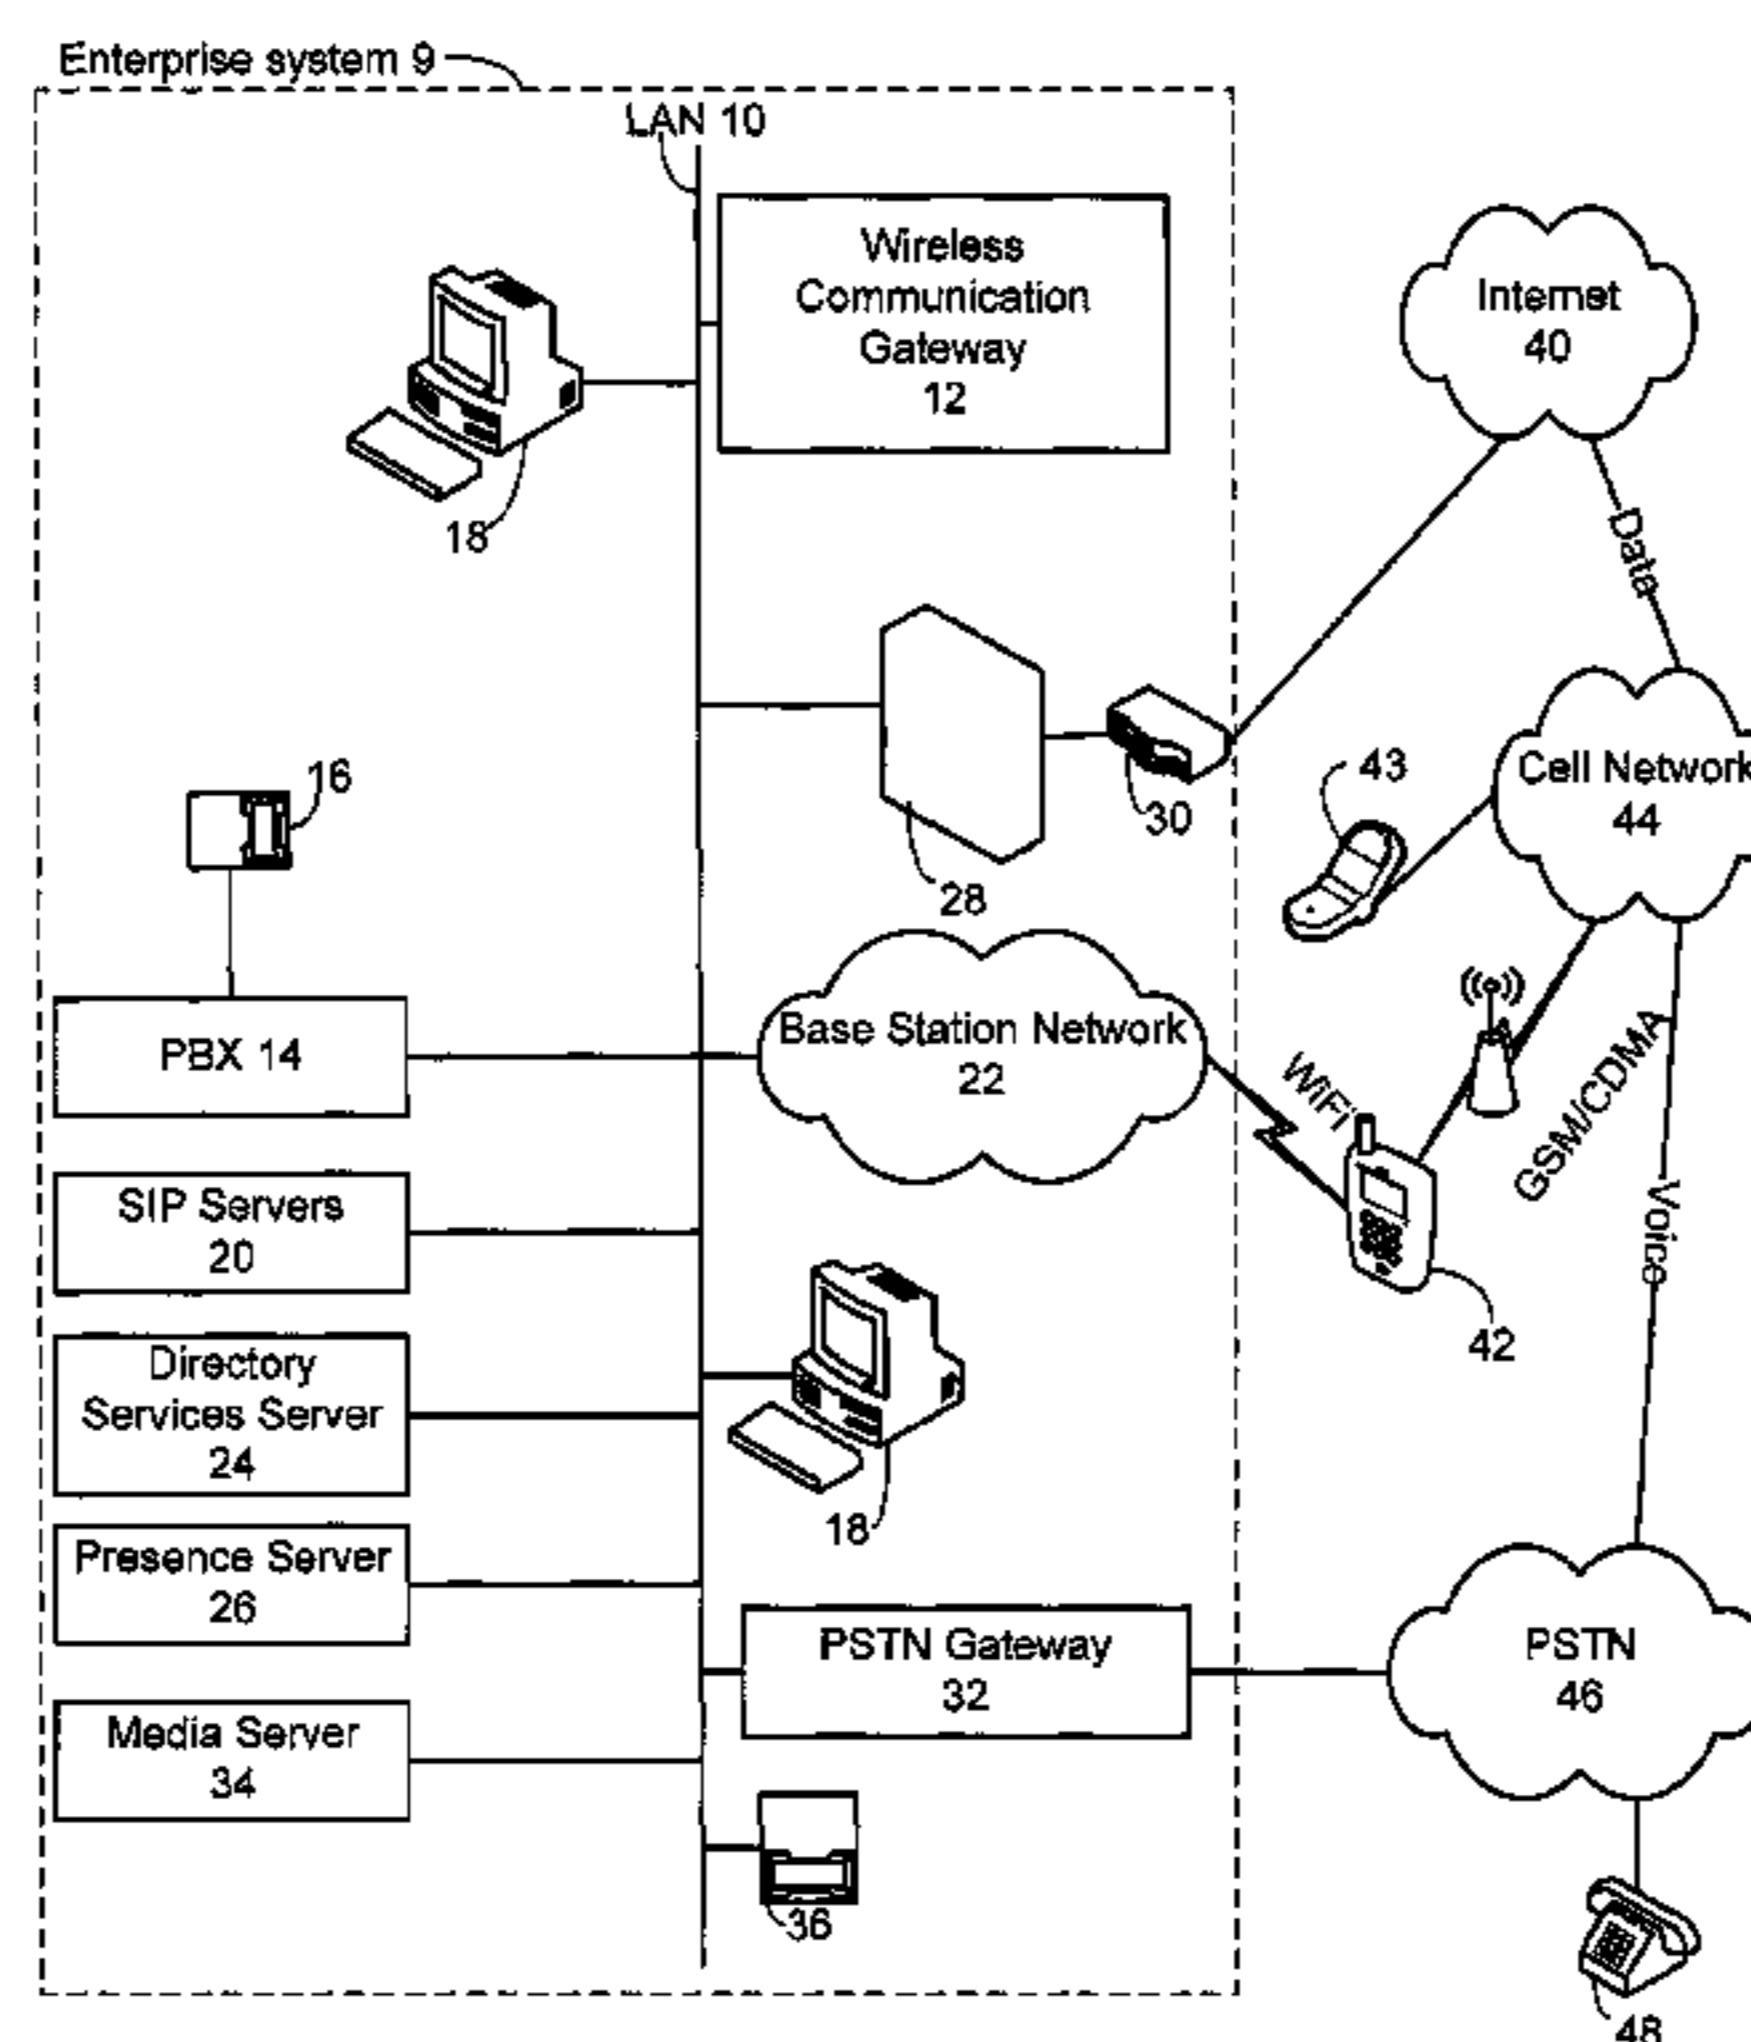 Enterprise system 9
LAN 10
Wireless
Communication
Gateway
12
Internet
40
18
Data
16
30
43
Cell Network
44
28
PBX 14
Base Station Network
22
WiFi
GSM/CDMA
SIP Servers
20
Voice
42
Directory
Services Server
24
18
Presence Server
26
PSTN Gateway
32
PSTN
46
Media Server
34
36
48